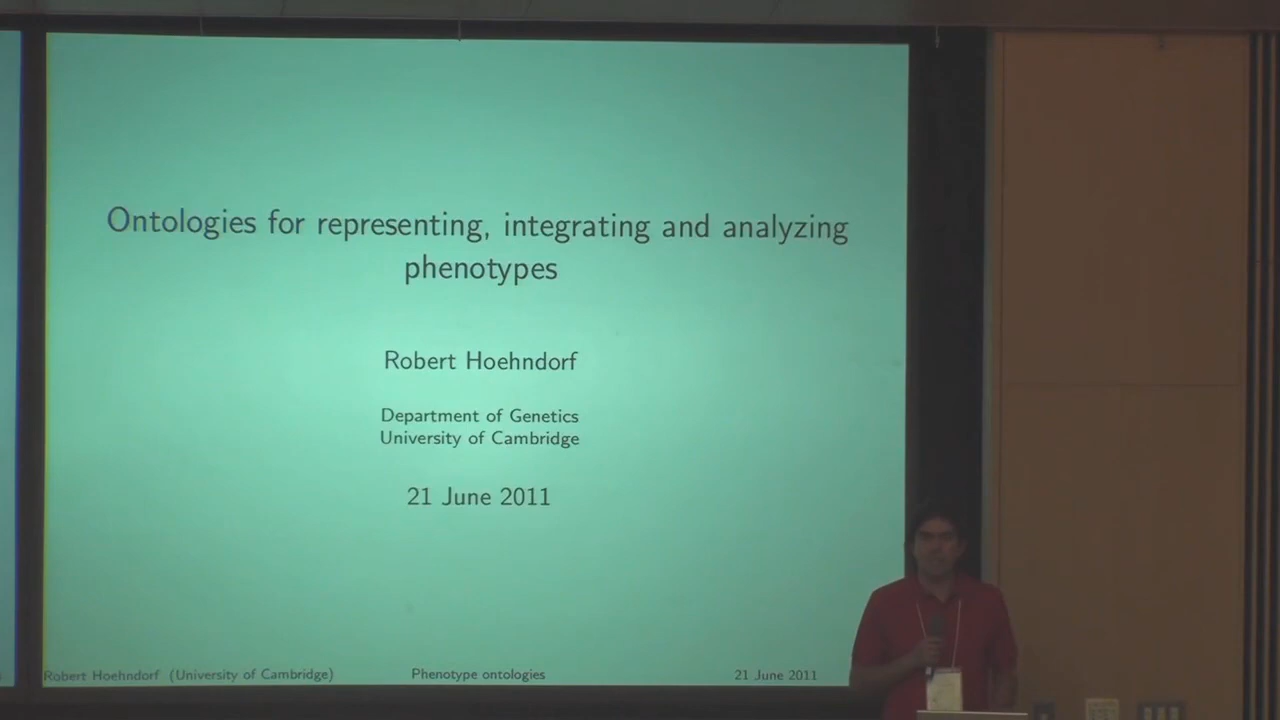 Ontologies for representing, integrating and analyzing
phenotypes
Robert Hoehndorf
Department of Genetics
University of Cambridge
21 June 2011
Robert Hoehndorf (University of Cambridge) Phenotype ontologies 21 June 2011